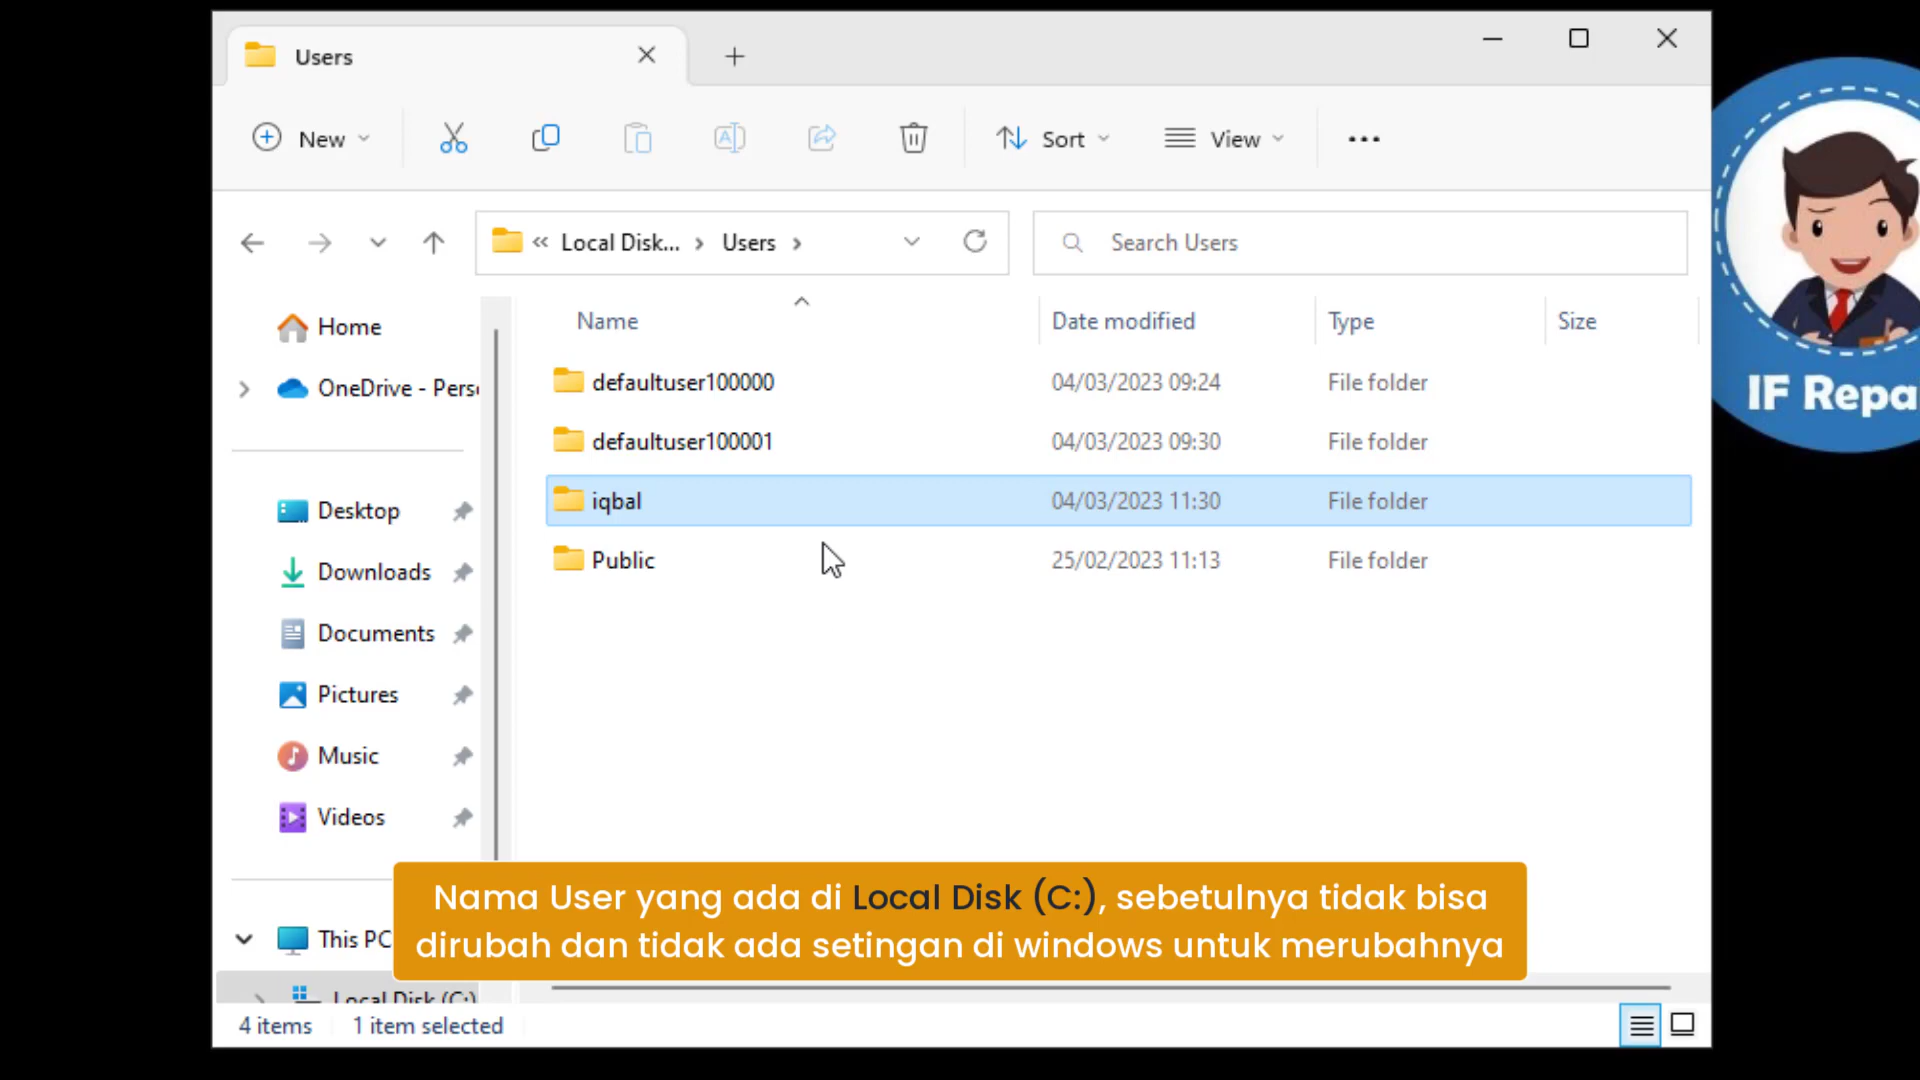 Users
New
Sort
View
Local Disk...
Users
Search Users
Home
OneDrive - Pers
Desktop
Downloads
Documents
Pictures
Music
Videos
This PC
Local Disk (C:)
Name
Date modified
Type
Size
defaultuser100000 04/03/2023 09:24 File folder
defaultuser100001 04/03/2023 09:30 File folder
iqbal 04/03/2023 11:30 File folder
Public 25/02/2023 11:13 File folder
Nama User yang ada di Local Disk (C:), sebetulnya tidak bisa
dirubah dan tidak ada setingan di windows untuk merubahnya
4 items
1 item selected
IF Repa